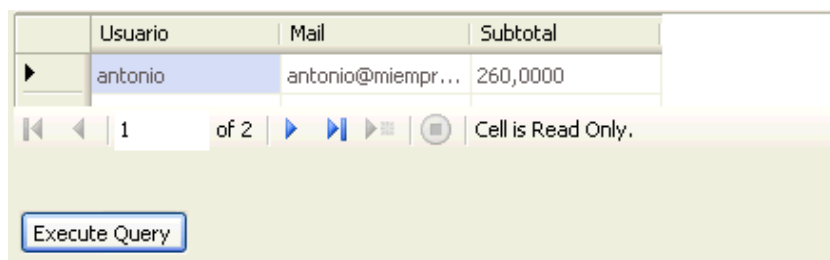 Usuario Mail Subtotal
antonio antonio@miempr... 260,0000
1 of 2 Cell is Read Only.
Execute Query